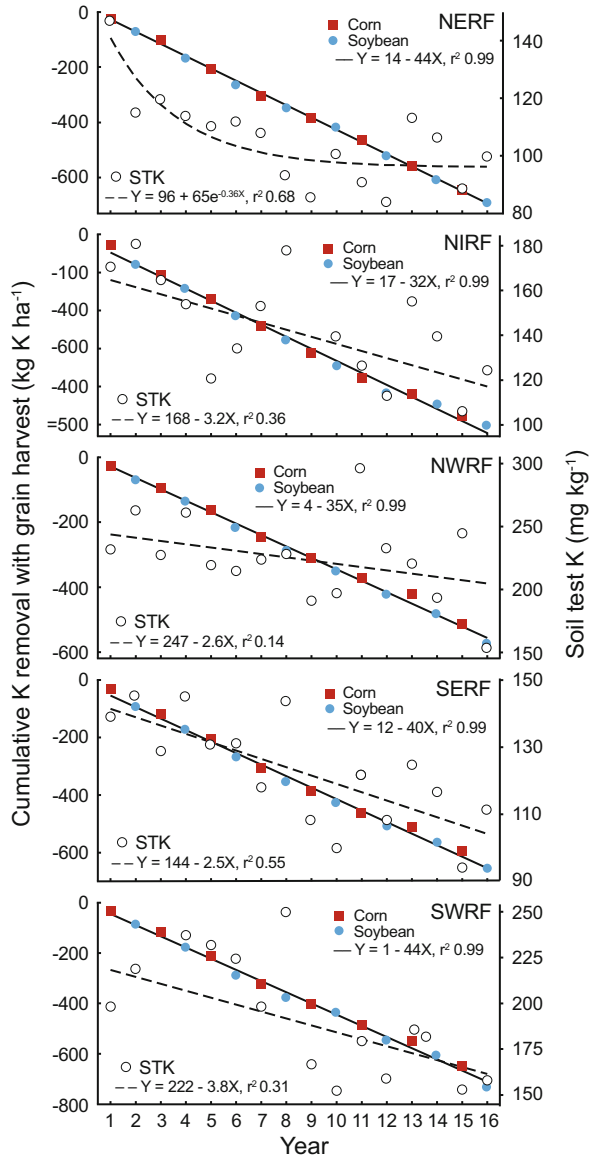 Cumulative K removal with grain harvest (kg K ha⁻¹)
Soil test K (mg kg⁻¹)
0
-200
-400
-600
NERF
Corn
Soybean
Y = 14 - 44X, r² 0.99
STK
Y = 96 + 65e⁻⁰·³⁶ˣ, r² 0.68
140
120
100
80
0
-100
-400
-600
-400
=500
NIRF
Corn
Soybean
Y = 17 - 32X, r² 0.99
STK
Y = 168 - 3.2X, r² 0.36
180
160
140
120
100
0
-200
-400
-600
NWRF
Corn
Soybean
Y = 4 - 35X, r² 0.99
STK
Y = 247 - 2.6X, r² 0.14
300
250
200
150
0
-200
-400
-600
SERF
Corn
Soybean
Y = 12 - 40X, r² 0.99
STK
Y = 144 - 2.5X, r² 0.55
150
130
110
90
0
-200
-400
-600
-800
SWRF
Corn
Soybean
Y = 1 - 44X, r² 0.99
STK
Y = 222 - 3.8X, r² 0.31
250
200
175
150
1 2 3 4 5 6 7 8 9 10 11 12 13 14 15 16
Year